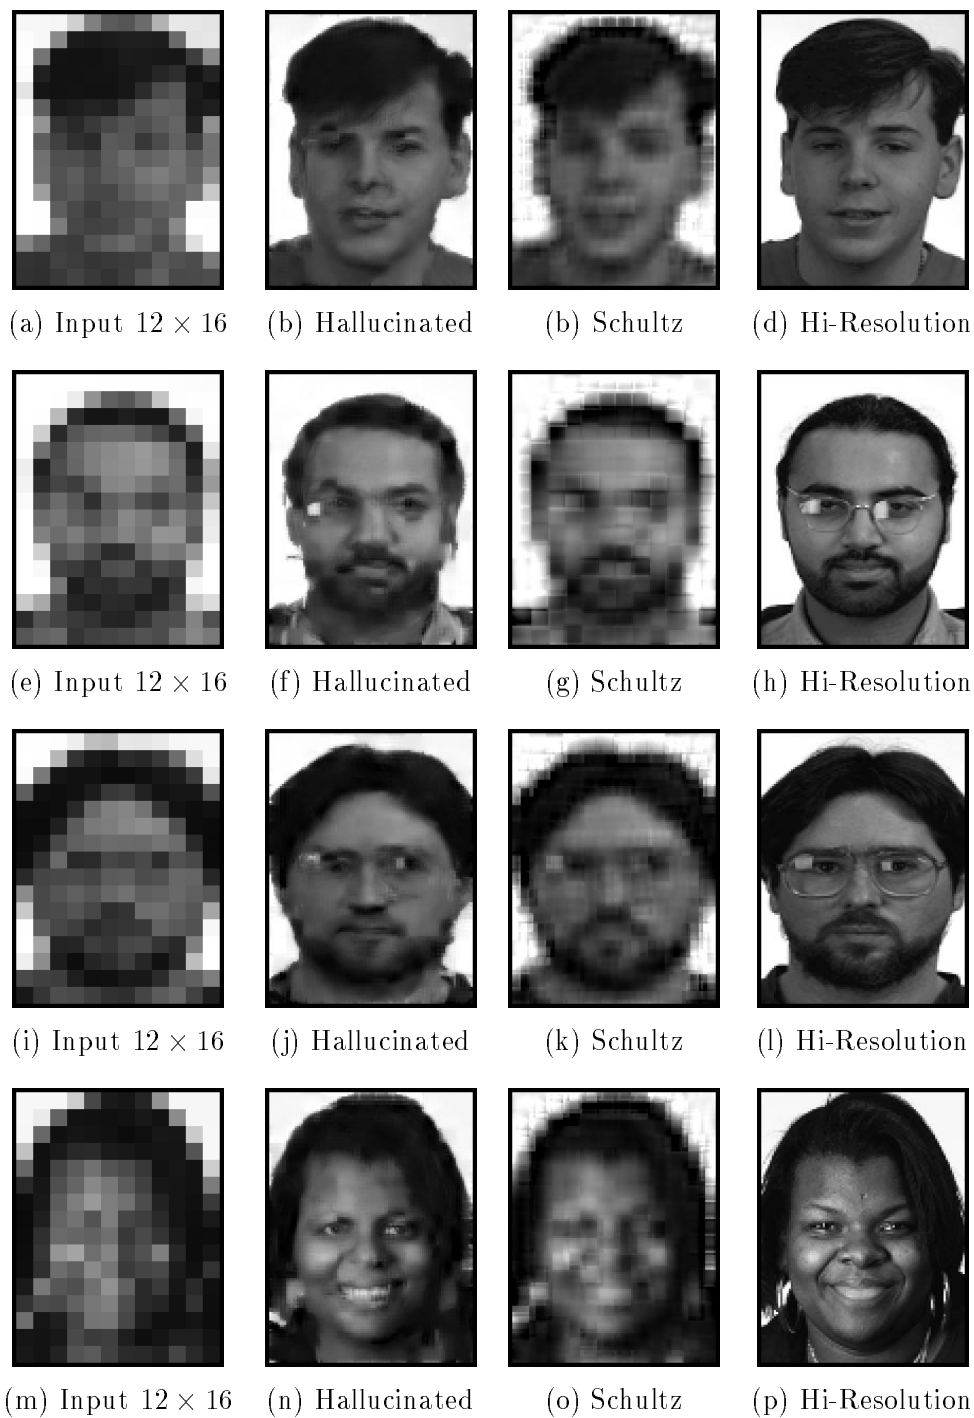 (a) Input 12 × 16 (b) Hallucinated (b) Schultz (d) Hi-Resolution
(e) Input 12 × 16 (f) Hallucinated (g) Schultz (h) Hi-Resolution
(i) Input 12 × 16 (j) Hallucinated (k) Schultz (l) Hi-Resolution
(m) Input 12 × 16 (n) Hallucinated (o) Schultz (p) Hi-Resolution